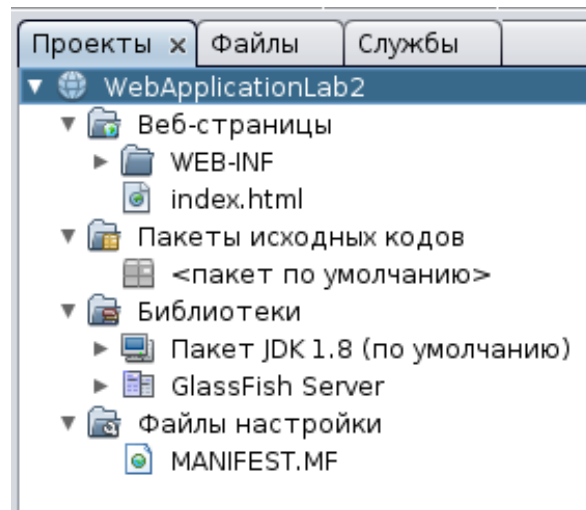 Проекты x Файлы Службы
WebApplicationLab2
Веб-страницы
WEB-INF
index.html
Пакеты исходных кодов
<пакет по умолчанию>
Библиотеки
Пакет JDK 1.8 (по умолчанию)
GlassFish Server
Файлы настройки
MANIFEST.MF